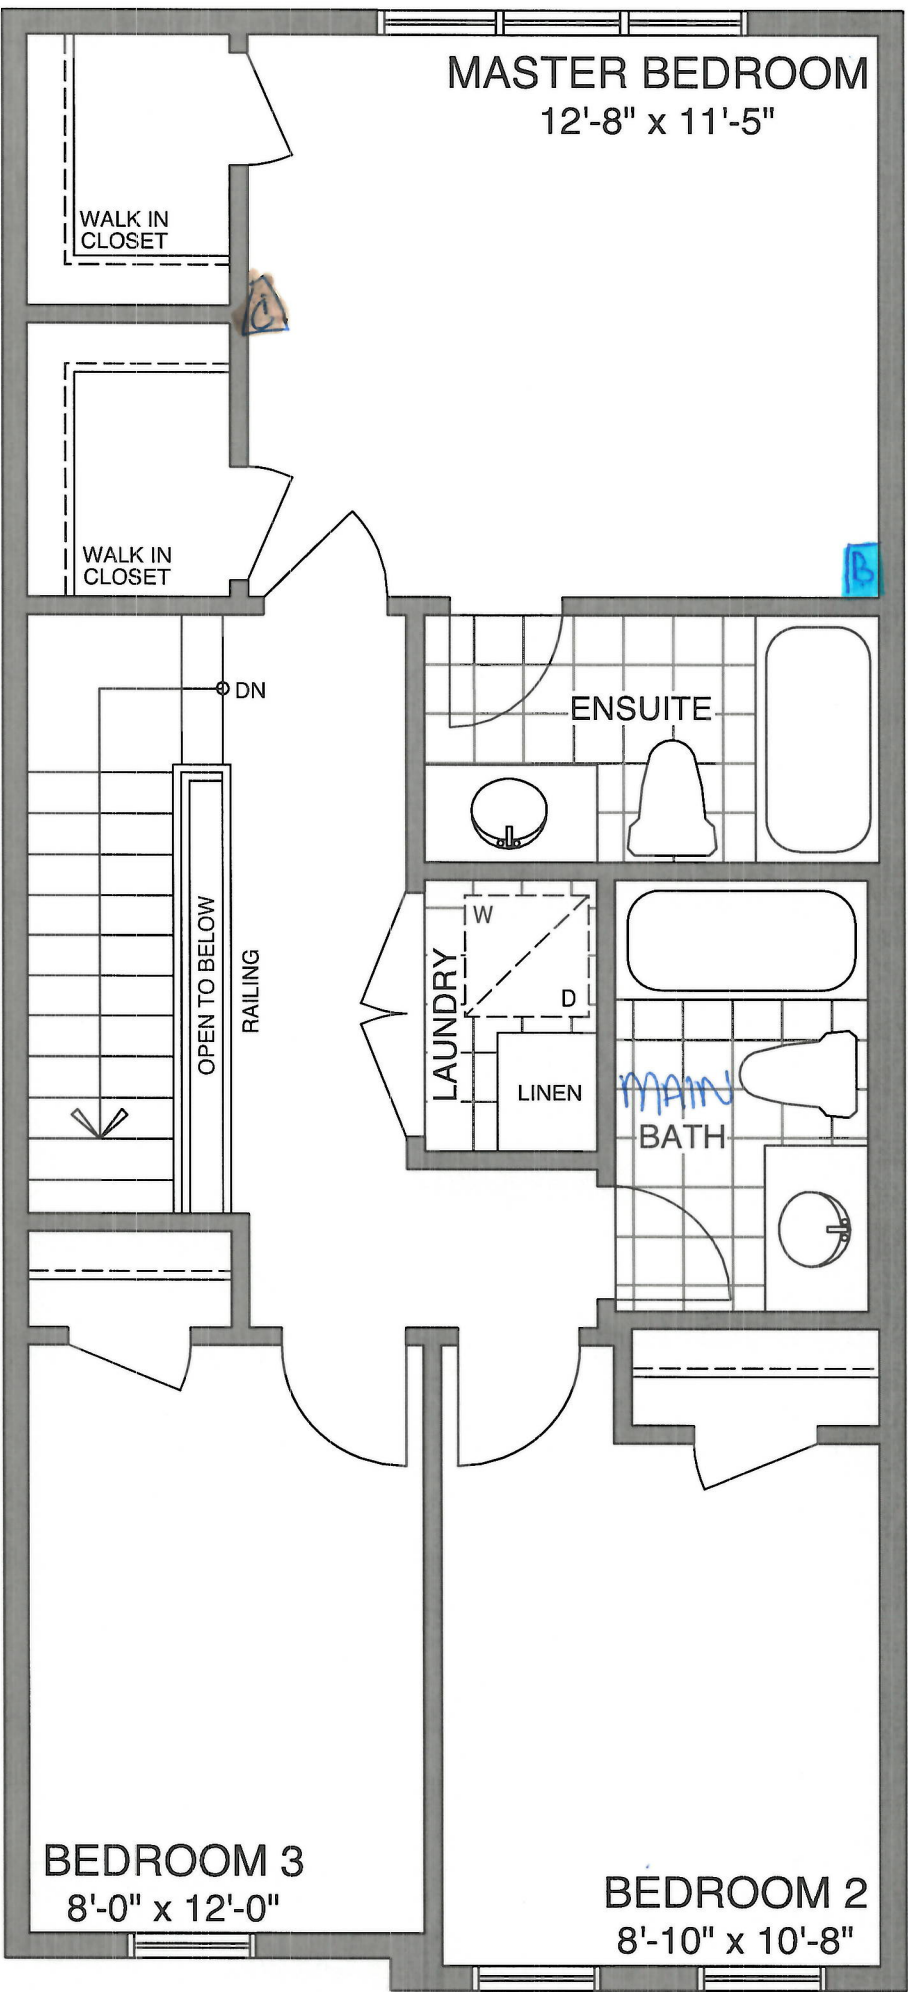 MASTER BEDROOM
12'-8" x 11'-5"
WALK IN
CLOSET
C
WALK IN
CLOSET
B
DN
ENSUITE
OPEN TO BELOW
RAILING
W
D
LAUNDRY
LINEN
MAIN
BATH
BEDROOM 3
8'-0" x 12'-0"
BEDROOM 2
8'-10" x 10'-8"